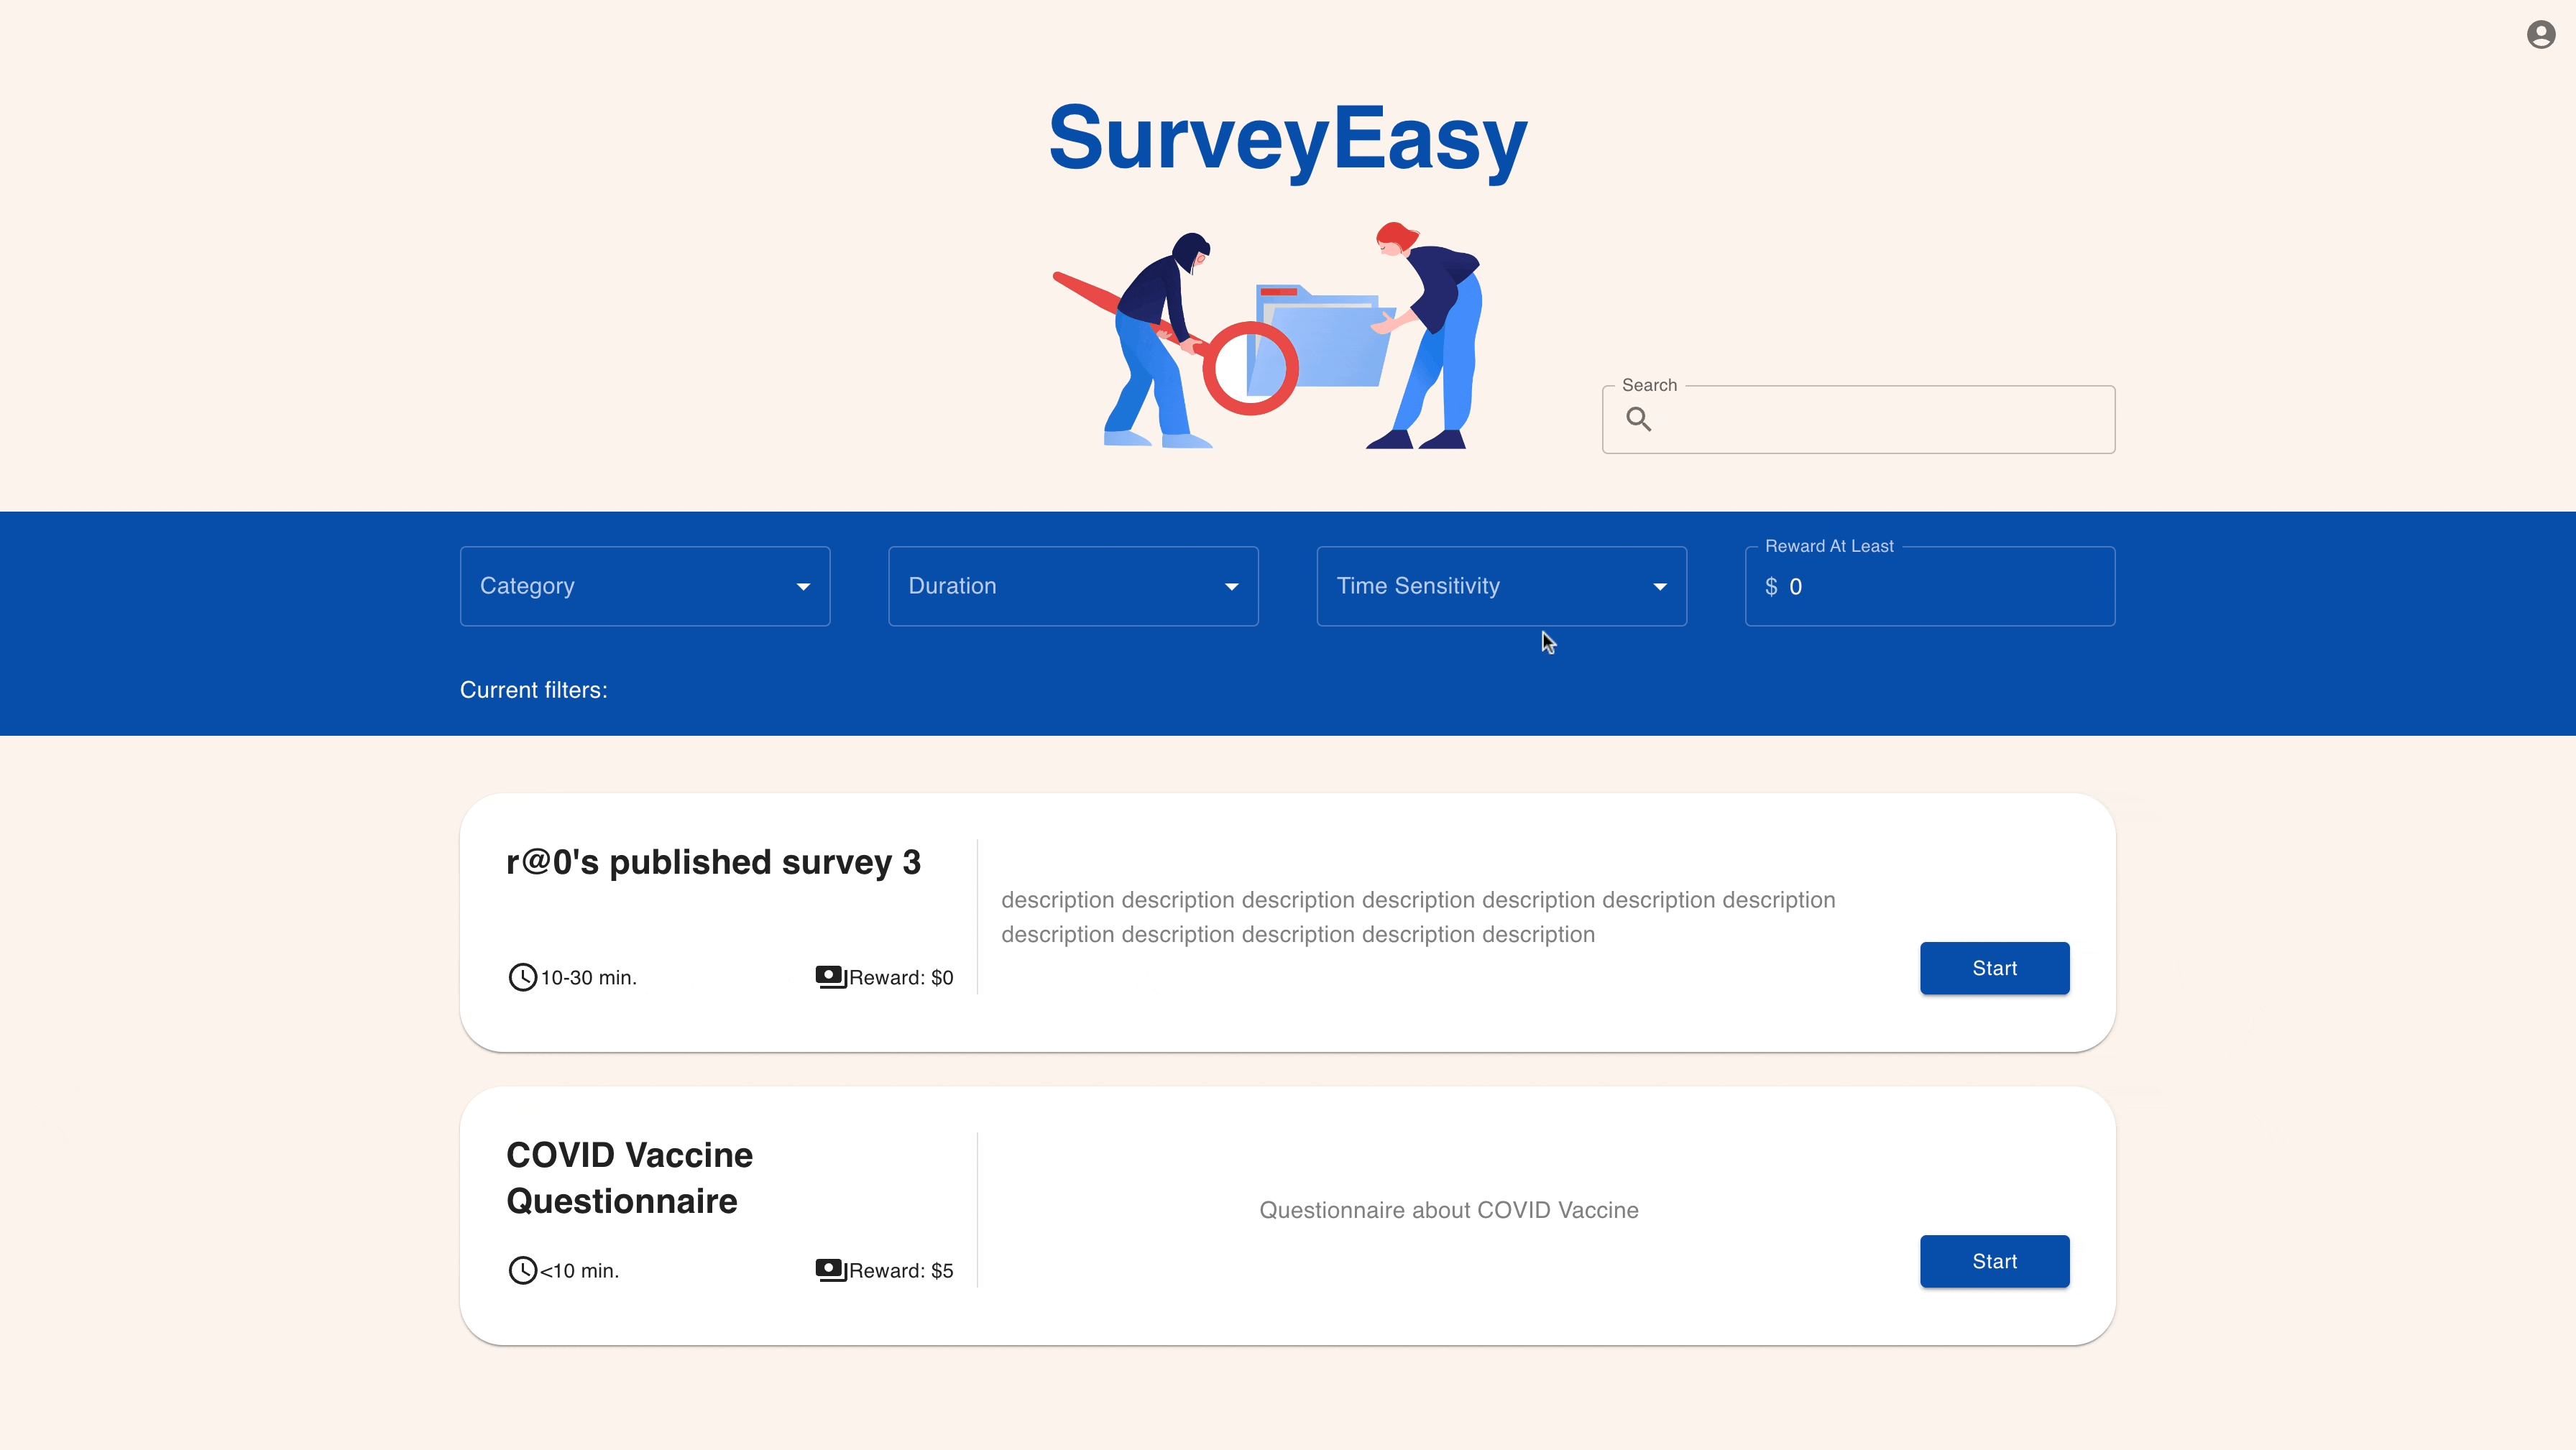 SurveyEasy
Search
Category
Duration
Time Sensitivity
Reward At Least
$ 0
Current filters:
r@0's published survey 3
description description description description description description description
description description description description description
10-30 min.
Reward: $0
Start
COVID Vaccine
Questionnaire
Questionnaire about COVID Vaccine
<10 min.
Reward: $5
Start